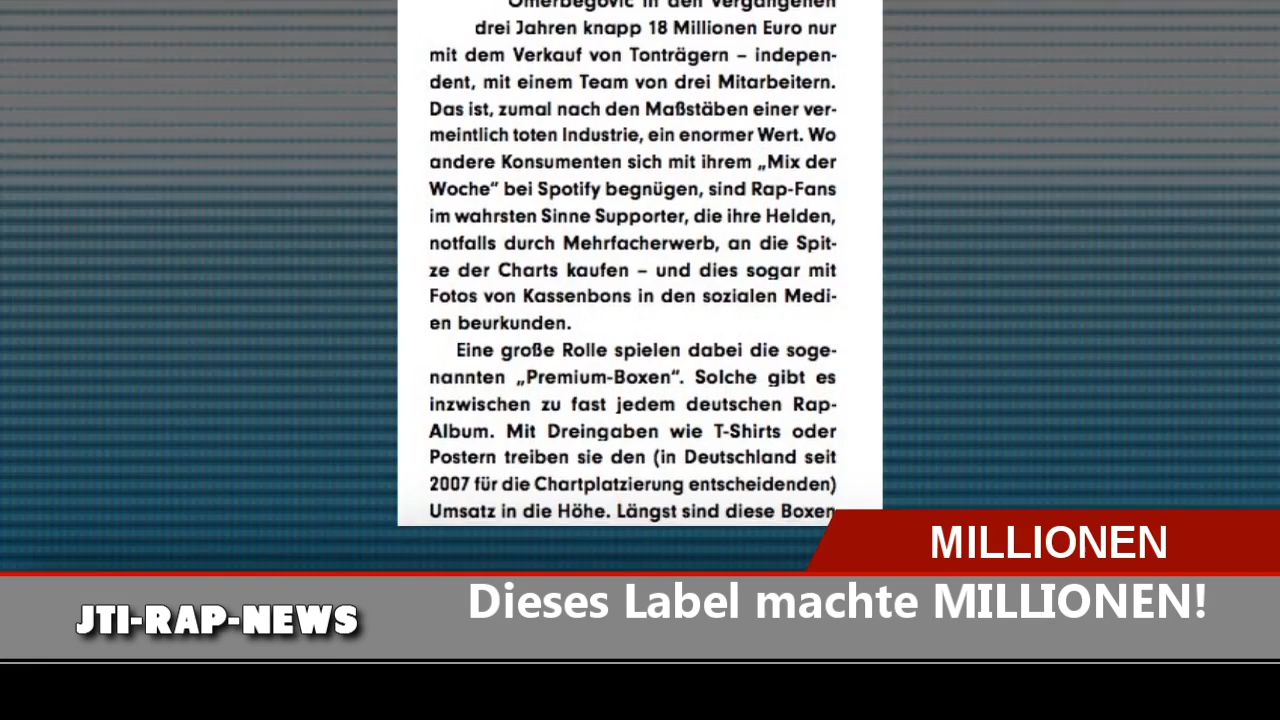 Omerbegovic in den vergangenen
drei Jahren knapp 18 Millionen Euro nur
mit dem Verkauf von Tonträgern – indepen-
dent, mit einem Team von drei Mitarbeitern.
Das ist, zumal nach den Maßstäben einer ver-
meintlich toten Industrie, ein enormer Wert. Wo
andere Konsumenten sich mit ihrem „Mix der
Woche“ bei Spotify begnügen, sind Rap-Fans
im wahrsten Sinne Supporter, die ihre Helden,
notfalls durch Mehrfacherwerb, an die Spit-
ze der Charts kaufen – und dies sogar mit
Fotos von Kassenbons in den sozialen Medi-
en beurkunden.
Eine große Rolle spielen dabei die soge-
nannten „Premium-Boxen“. Solche gibt es
inzwischen zu fast jedem deutschen Rap-
Album. Mit Dreingaben wie T-Shirts oder
Postern treiben sie den (in Deutschland seit
2007 für die Chartplatzierung entscheidenden)
Umsatz in die Höhe. Längst sind diese Boxen
MILLIONEN
Dieses Label machte MILLIONEN!
JTI-RAP-NEWS